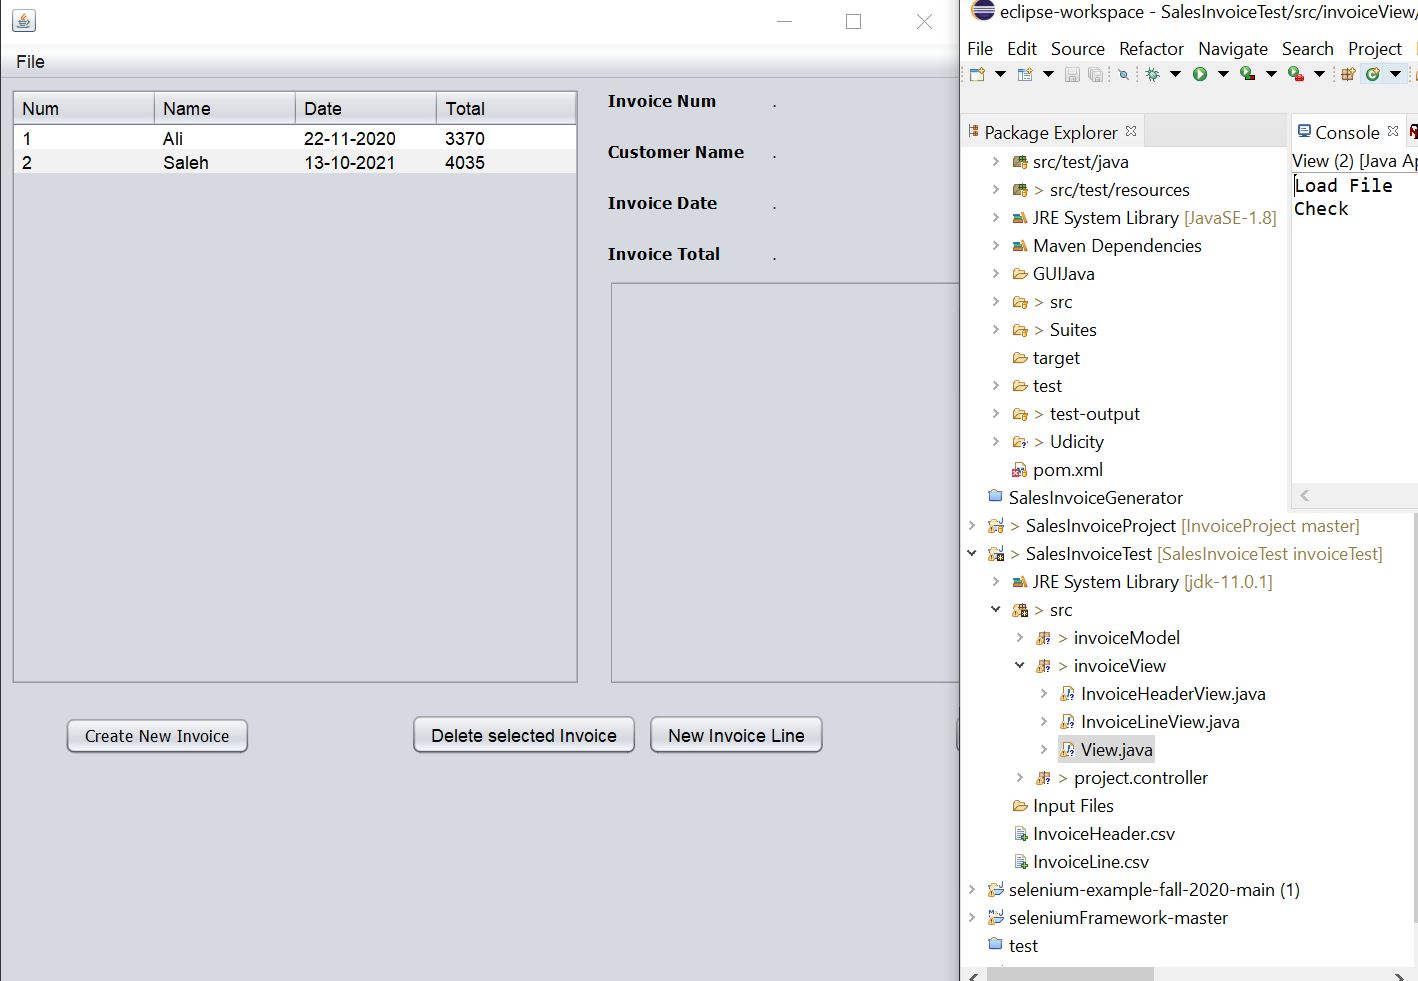 File
Num Name Date Total
1 Ali 22-11-2020 3370
2 Saleh 13-10-2021 4035
Invoice Num .
Customer Name .
Invoice Date .
Invoice Total .
Create New Invoice
Delete selected Invoice
New Invoice Line
eclipse-workspace - SalesInvoiceTest/src/invoiceView/
File Edit Source Refactor Navigate Search Project
Package Explorer
src/test/java
> src/test/resources
JRE System Library [JavaSE-1.8]
Maven Dependencies
GUIJava
> src
> Suites
target
test
> test-output
> Udicity
pom.xml
SalesInvoiceGenerator
> SalesInvoiceProject [InvoiceProject master]
> SalesInvoiceTest [SalesInvoiceTest invoiceTest]
JRE System Library [jdk-11.0.1]
> src
> invoiceModel
> invoiceView
> InvoiceHeaderView.java
> InvoiceLineView.java
View.java
> project.controller
Input Files
InvoiceHeader.csv
InvoiceLine.csv
selenium-example-fall-2020-main (1)
seleniumFramework-master
test
Console
View (2) [Java Ap
Load File
Check